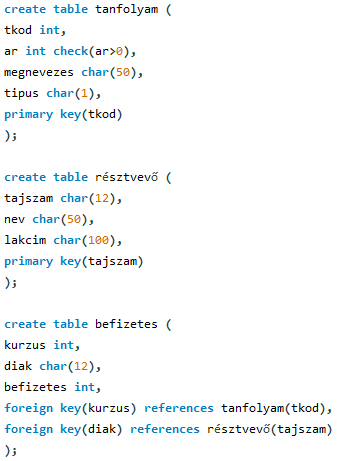 create table tanfolyam (
tkod int,
ar int check(ar>0),
megnevezes char(50),
tipus char(1),
primary key(tkod)
);
create table résztvevő (
tajszam char(12),
nev char(50),
lakcim char(100),
primary key(tajszam)
);
create table befizetes (
kurzus int,
diak char(12),
befizetes int,
foreign key(kurzus) references tanfolyam(tkod),
foreign key(diak) references résztvevő(tajszam)
);